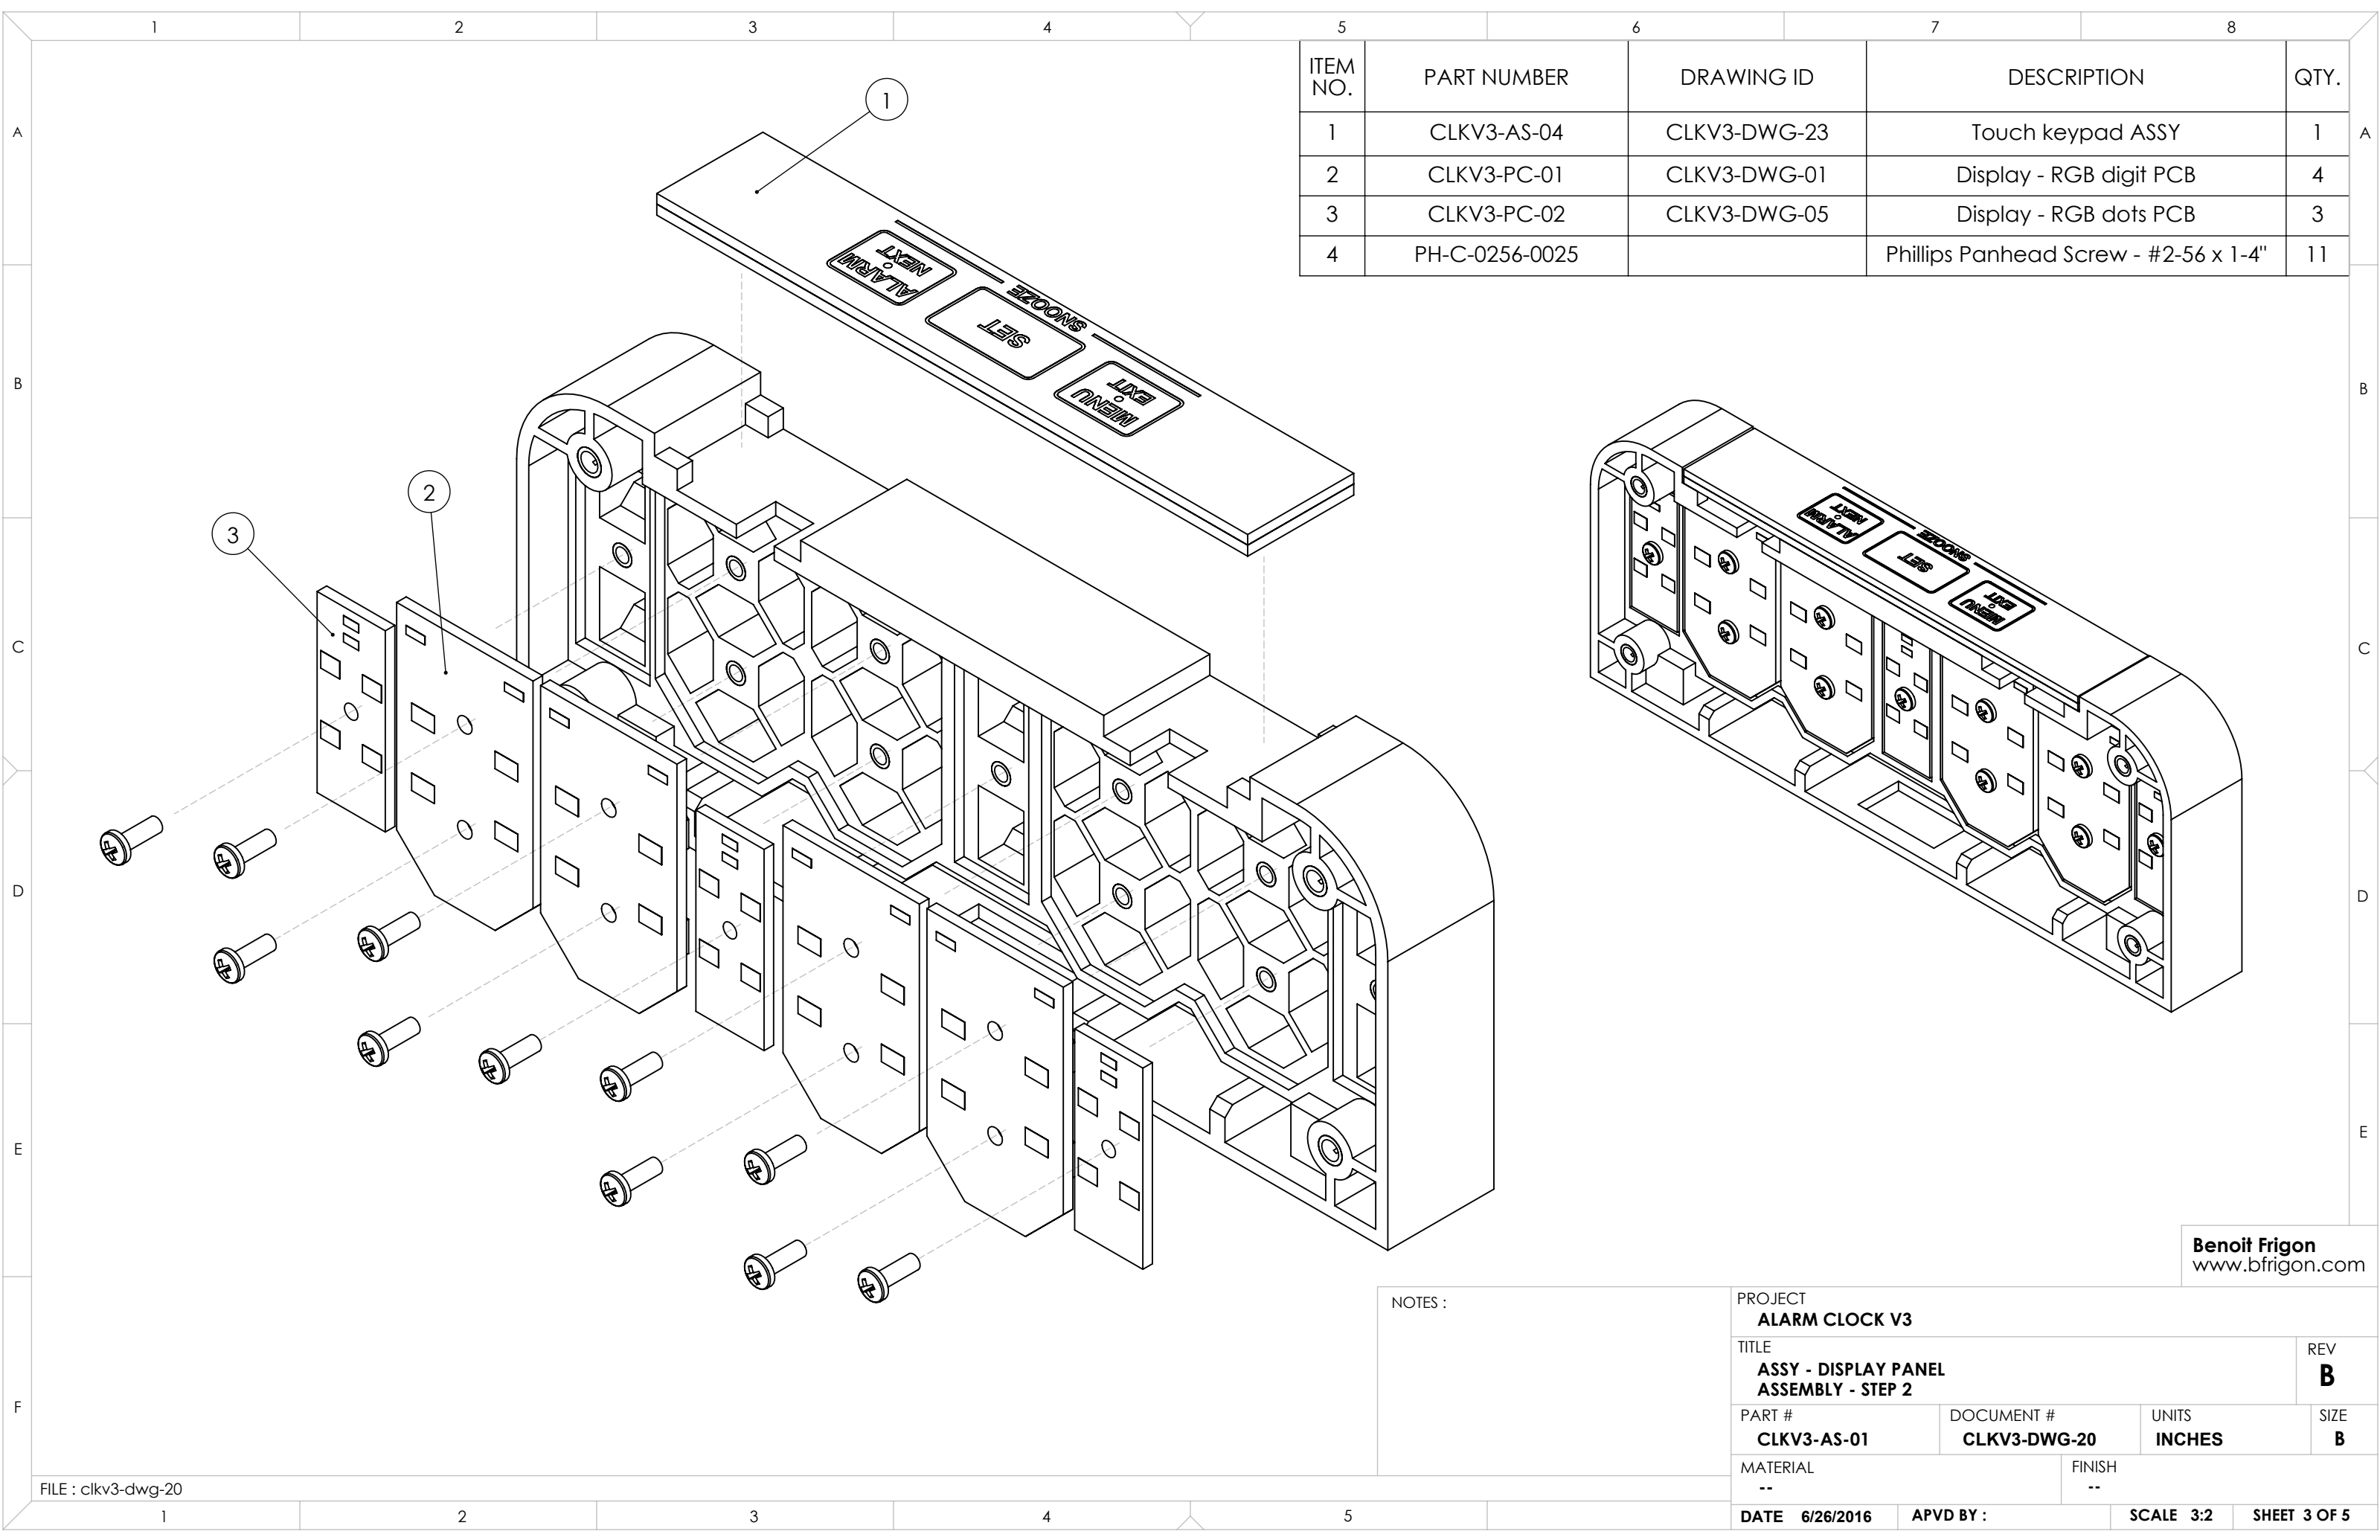 1 2 3 4 5 6 7 8
ITEM NO. PART NUMBER DRAWING ID DESCRIPTION QTY.
1 CLKV3-AS-04 CLKV3-DWG-23 Touch keypad ASSY 1
2 CLKV3-PC-01 CLKV3-DWG-01 Display - RGB digit PCB 4
3 CLKV3-PC-02 CLKV3-DWG-05 Display - RGB dots PCB 3
4 PH-C-0256-0025 Phillips Panhead Screw - #2-56 x 1-4" 11
A A
B B
C C
D D
E E
F
1
2
3
ALARM
NEXT
SNOOZE
SET
MENU
EXIT
ALARM
NEXT
SNOOZE
SET
MENU
EXIT
Benoit Frigon
www.bfrigon.com
NOTES :
PROJECT
ALARM CLOCK V3
TITLE
ASSY - DISPLAY PANEL
ASSEMBLY - STEP 2
REV
B
PART # DOCUMENT # UNITS SIZE
CLKV3-AS-01 CLKV3-DWG-20 INCHES B
MATERIAL FINISH
-- --
DATE 6/26/2016 APVD BY : SCALE 3:2 SHEET 3 OF 5
FILE : clkv3-dwg-20
1 2 3 4 5